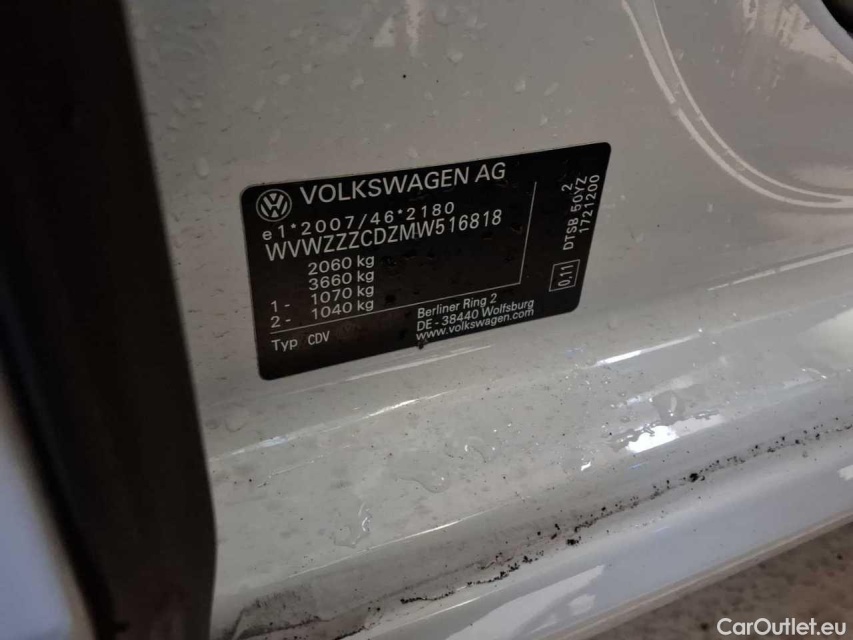 VOLKSWAGEN AG
e1*2007/46*2180
WVWZZZCDZMW516818
2060 kg
3660 kg
1 - 1070 kg
2 - 1040 kg
Typ CDV
Berliner Ring 2
DE - 38440 Wolfsburg
www.volkswagen.com
0.11
2
DTSB 50YZ
1721200
CarOutlet.eu